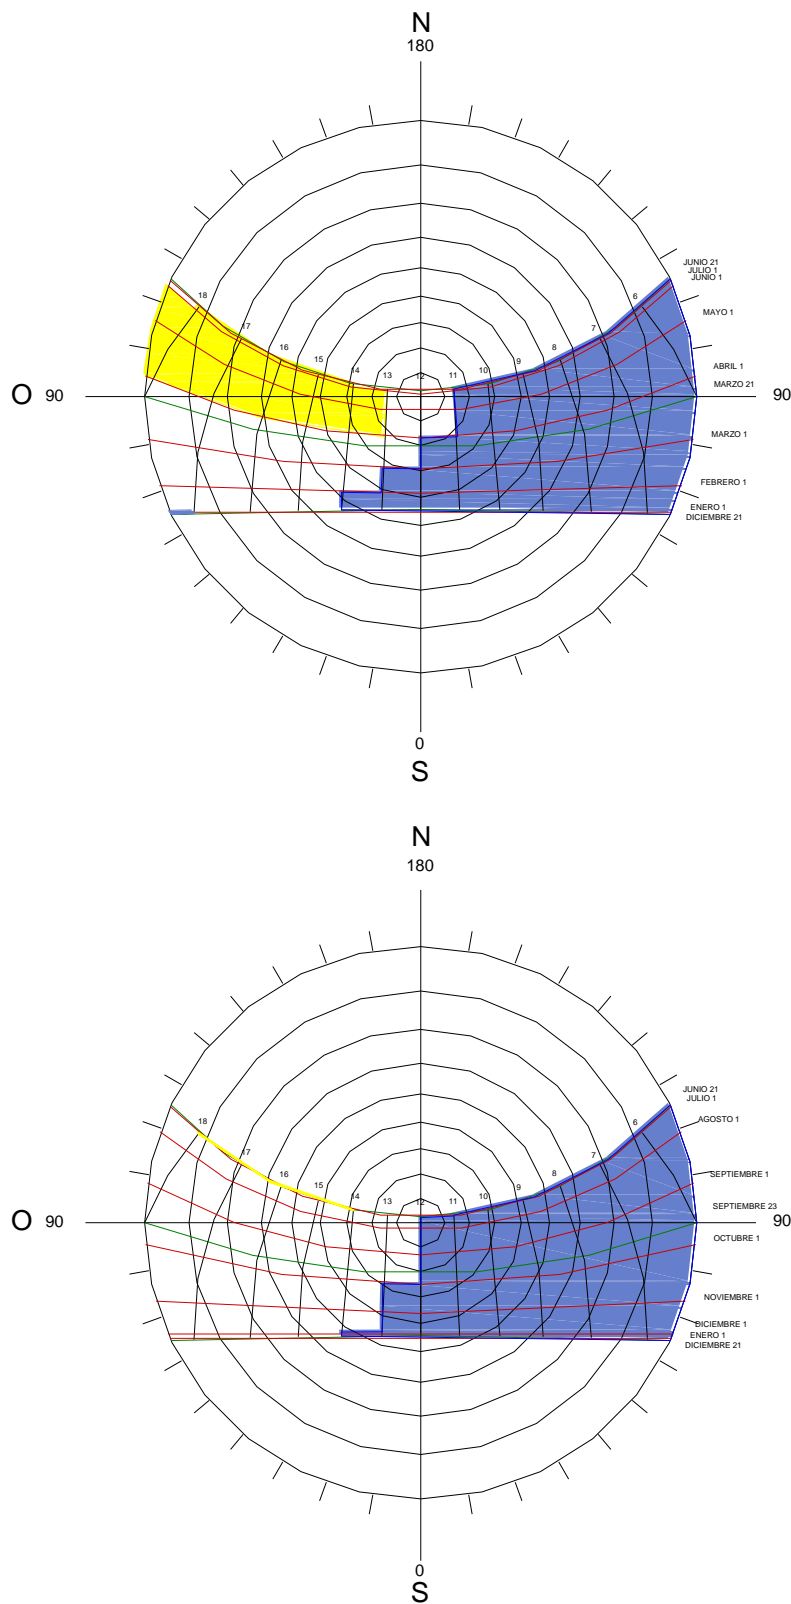 N
180
JUNIO 21
JULIO 1
JUNIO 1
18
6
MAYO 1
17
7
16
8
15
9
ABRIL 1
14
13
12
11
10
MARZO 21
O 90
90
MARZO 1
FEBRERO 1
ENERO 1
DICIEMBRE 21
0
S
N
180
JUNIO 21
JULIO 1
18
6
AGOSTO 1
17
7
16
8
SEPTIEMBRE 1
15
9
14
13
12
11
10
SEPTIEMBRE 23
O 90
90
OCTUBRE 1
NOVIEMBRE 1
DICIEMBRE 1
ENERO 1
DICIEMBRE 21
0
S